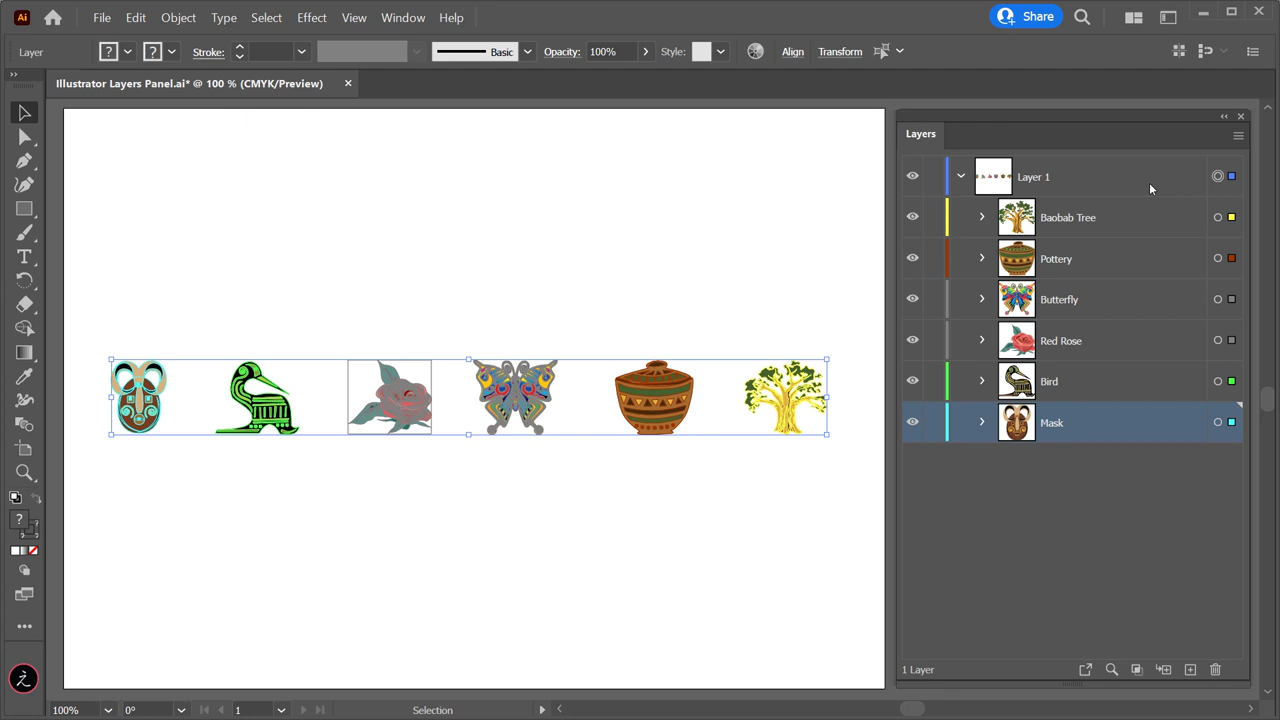 Ai File Edit Object Type Select Effect View Window Help Share
Layer ? ? Stroke: Basic Opacity: 100% Style: Align Transform
Illustrator Layers Panel.ai* @ 100 % (CMYK/Preview)
Layers
Layer 1
Baobab Tree
Pottery
Butterfly
Red Rose
Bird
Mask
?
え
1 Layer
100% 0° 1 Selection